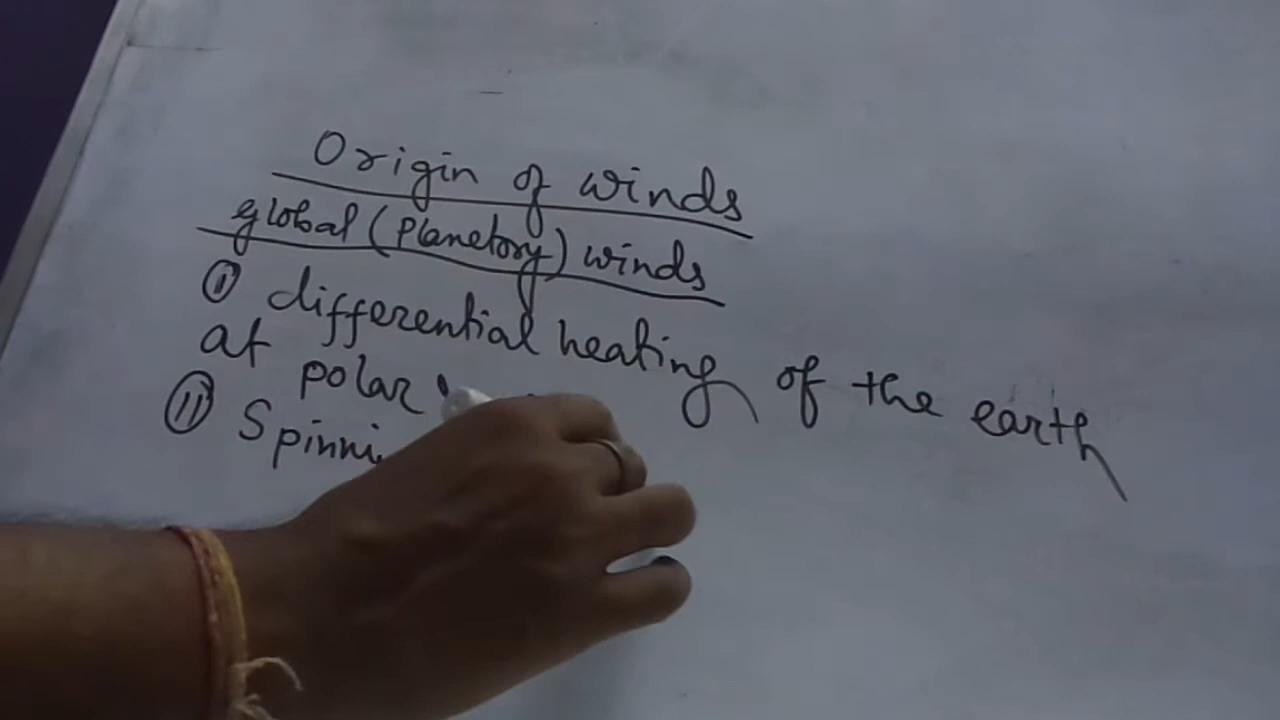 Origin of winds
global (Planetory) winds
(i) differential heating of the earth
at polar
(ii) Spinni